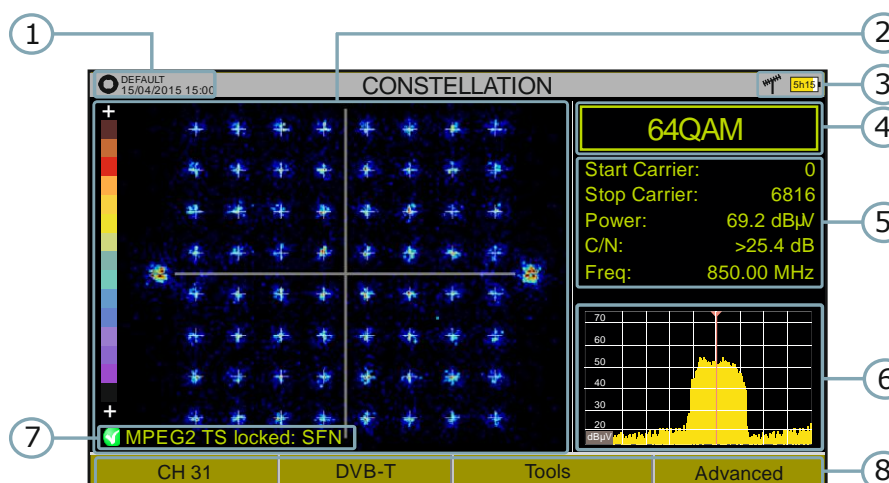 1
2
DEFAULT
15/04/2015 15:00
CONSTELLATION
5h15
3
+
64QAM
4
Start Carrier: 0
Stop Carrier: 6816
Power: 69.2 dBµV
C/N: >25.4 dB
Freq: 850.00 MHz
5
70
60
50
40
30
20
dBµV
6
+
7
MPEG2 TS locked: SFN
CH 31
DVB-T
Tools
Advanced
8